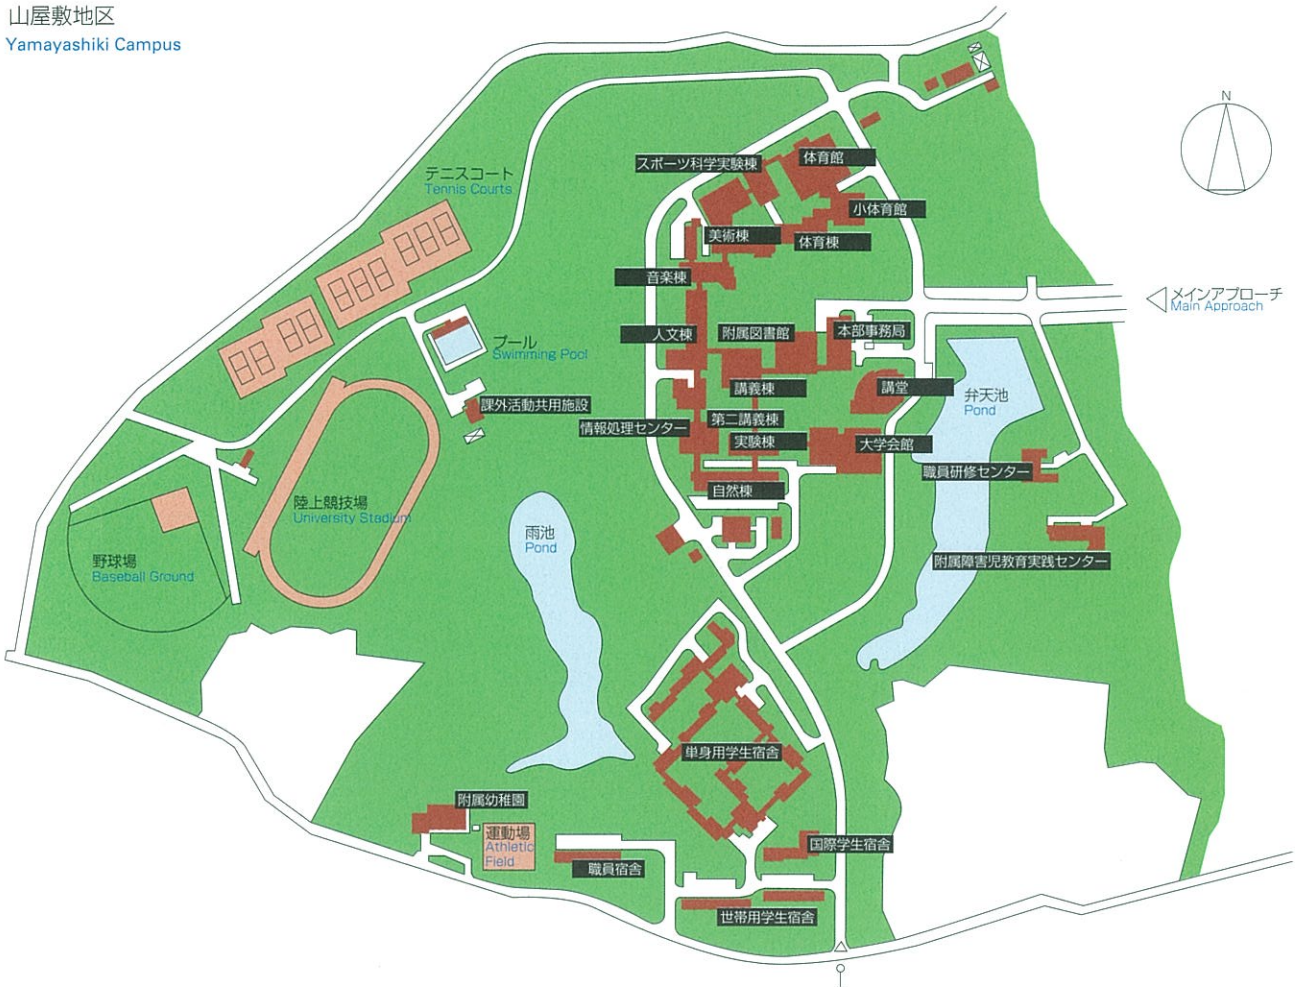 山屋敷地区
Yamayashiki Campus
N
テニスコート
Tennis Courts
スポーツ科学実験棟
体育館
小体育館
美術棟
体育棟
音楽棟
メインアプローチ
Main Approach
人文棟
附属図書館
本部事務局
プール
Swimming Pool
講義棟
講堂
弁天池
Pond
課外活動共用施設
第二講義棟
情報処理センター
実験棟
大学会館
職員研修センター
自然棟
陸上競技場
University Stadium
雨池
Pond
野球場
Baseball Ground
附属障害児教育実践センター
単身用学生宿舎
附属幼稚園
運動場
Athletic
Field
国際学生宿舎
職員宿舎
世帯用学生宿舎